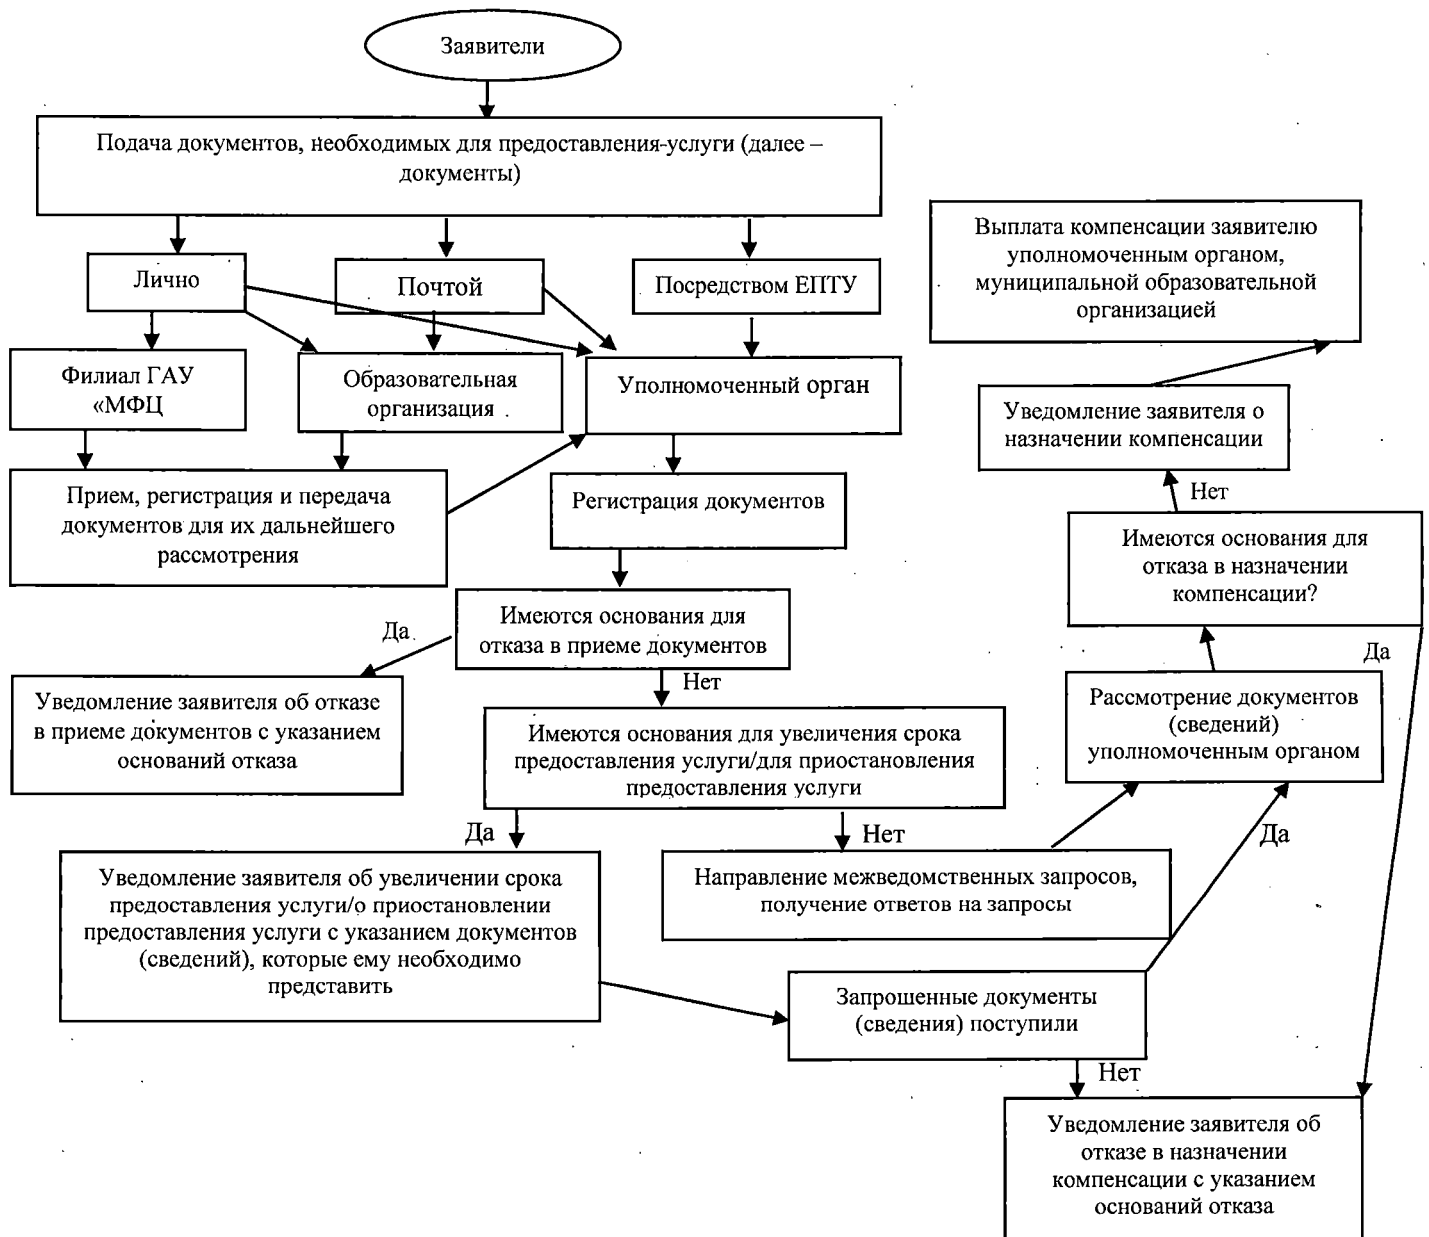 Заявители
Подача документов, необходимых для предоставления-услуги (далее –
документы)
Выплата компенсации заявителю
уполномоченным органом,
муниципальной образовательной
организацией
Лично
Почтой
Посредством ЕПТУ
Филиал ГАУ
«МФЦ
Образовательная
организация
Уполномоченный орган
Уведомление заявителя о
назначении компенсации
Прием, регистрация и передача
документов для их дальнейшего
рассмотрения
Регистрация документов
Нет
Имеются основания для
отказа в назначении
компенсации?
Имеются основания для
отказа в приеме документов
Да
Да
Нет
Уведомление заявителя об отказе
в приеме документов с указанием
оснований отказа
Рассмотрение документов
(сведений)
уполномоченным органом
Имеются основания для увеличения срока
предоставления услуги/для приостановления
предоставления услуги
Да
Нет
Да
Уведомление заявителя об увеличении срока
предоставления услуги/о приостановлении
предоставления услуги с указанием документов
(сведений), которые ему необходимо
представить
Направление межведомственных запросов,
получение ответов на запросы
Запрошенные документы
(сведения) поступили
Нет
Уведомление заявителя об
отказе в назначении
компенсации с указанием
оснований отказа